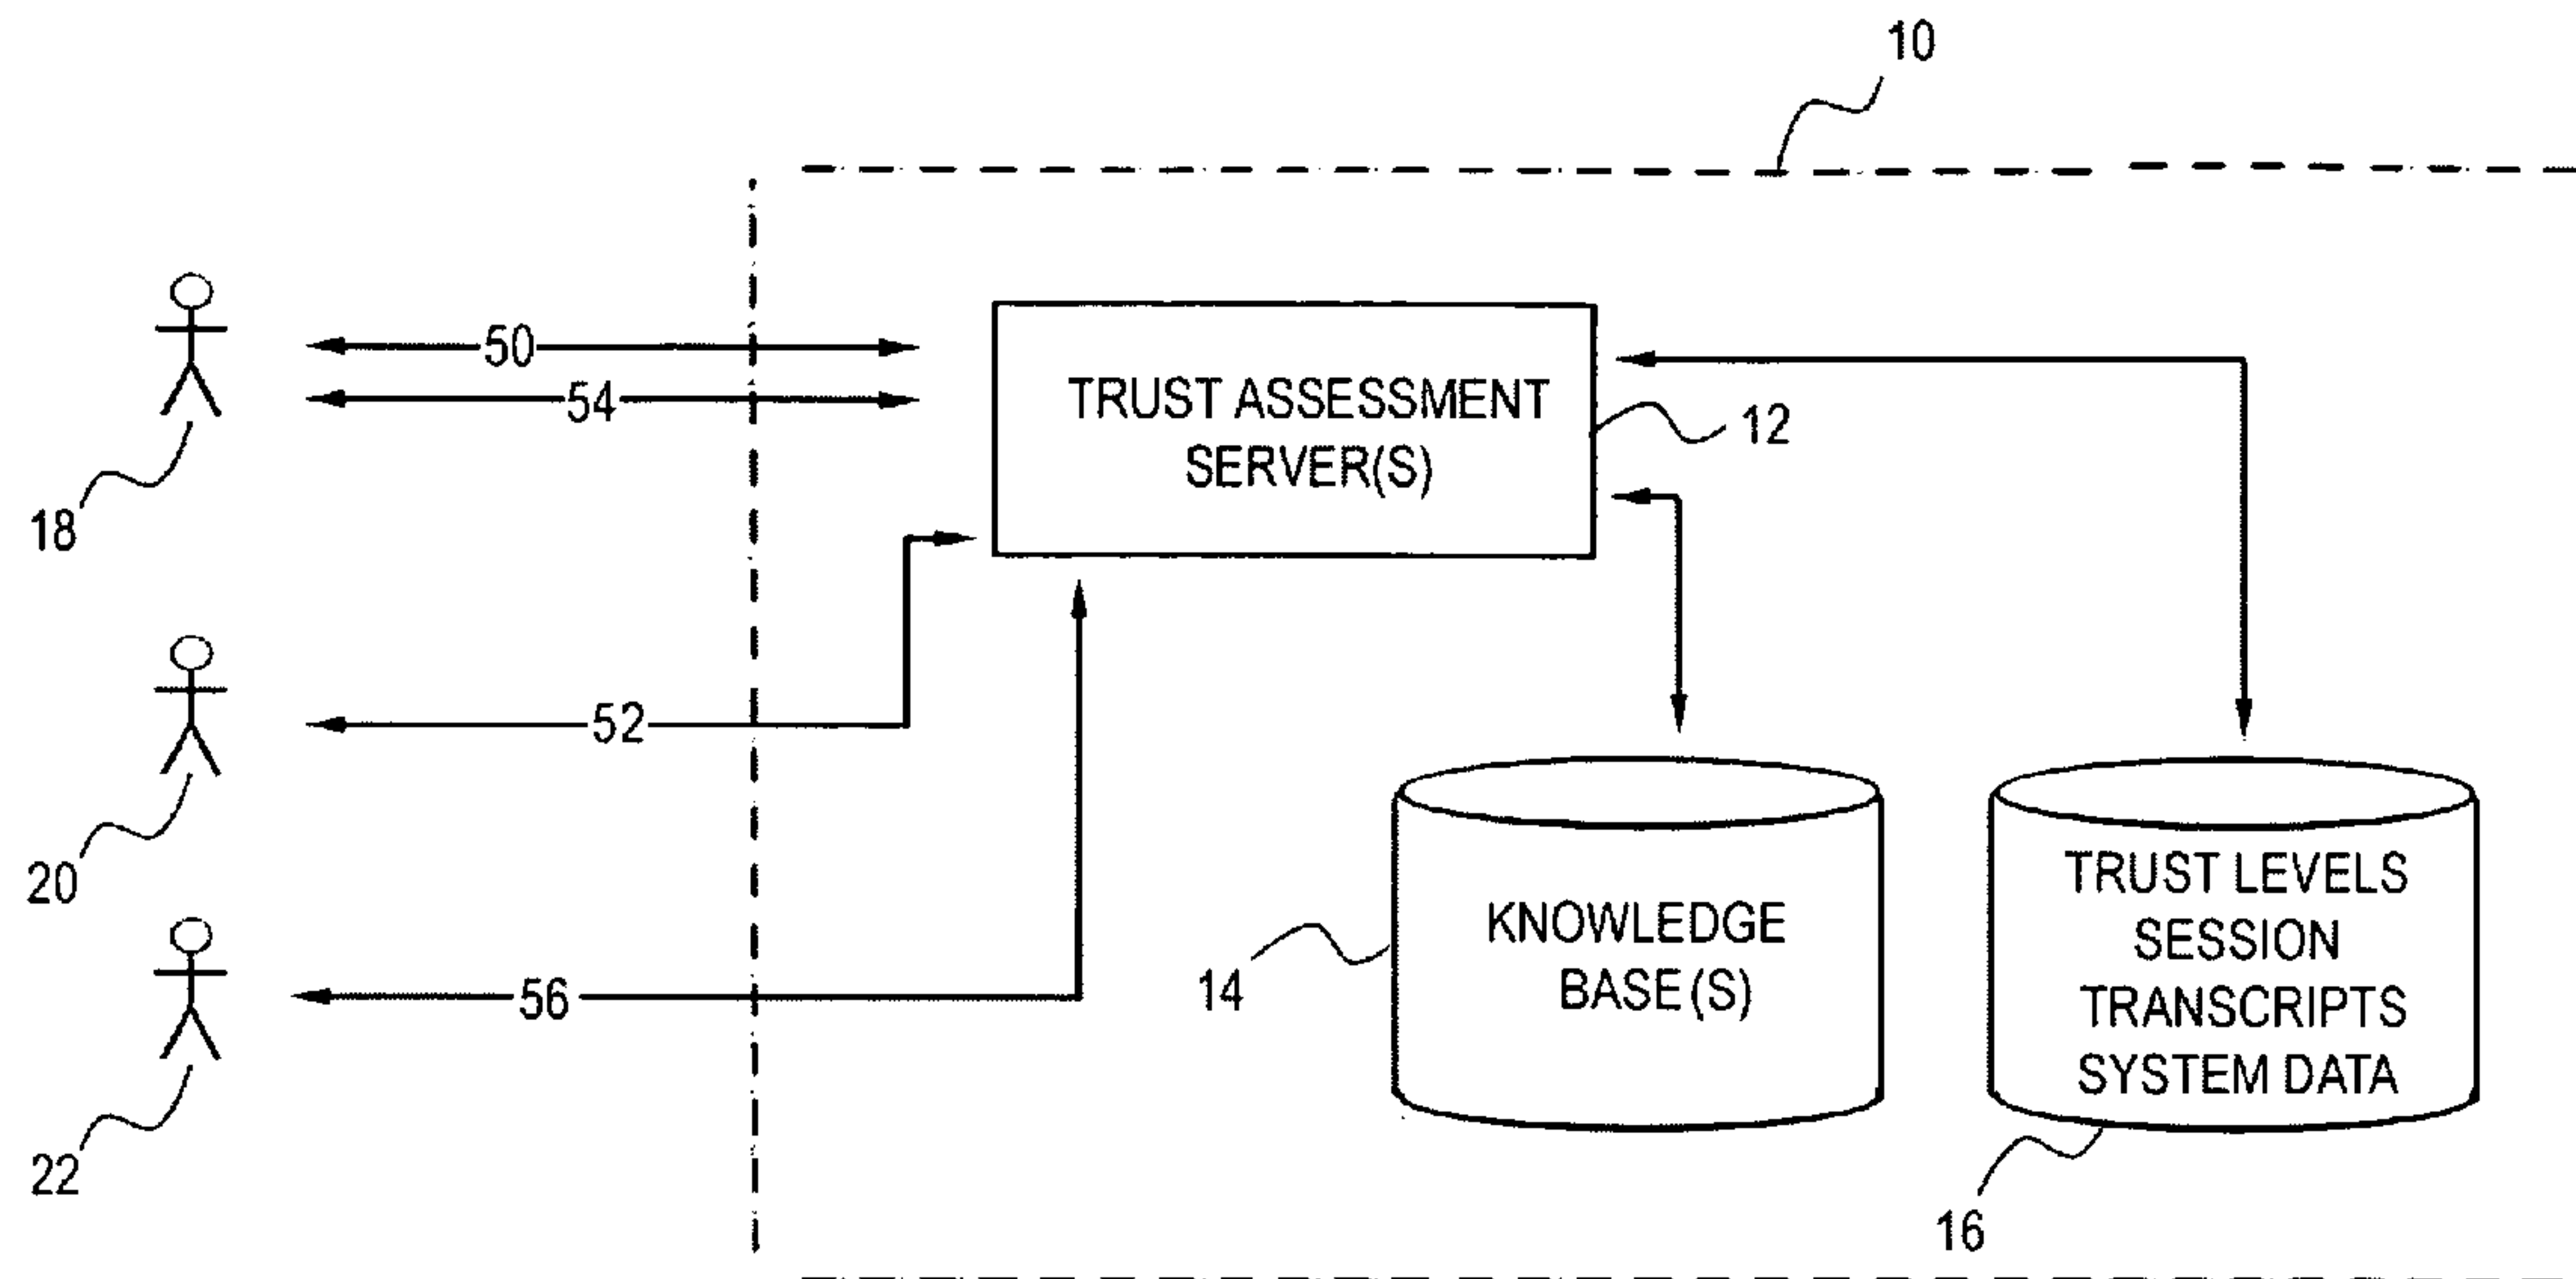 10
50
54
TRUST ASSESSMENT
SERVER(S)
12
18
52
20
TRUST LEVELS
SESSION
TRANSCRIPTS
SYSTEM DATA
KNOWLEDGE
BASE(S)
14
56
22
16